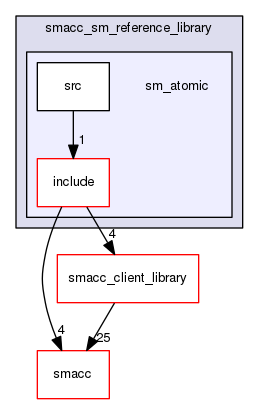 smacc_sm_reference_library
src
sm_atomic
1
include
4
smacc_client_library
4
25
smacc